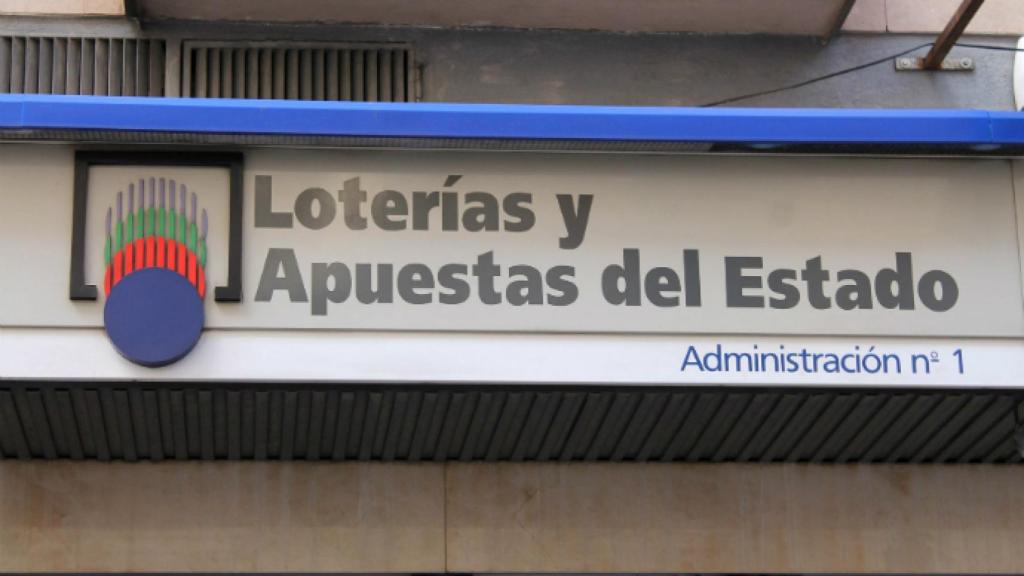 Loterías y
Apuestas del Estado
Administración nº 1